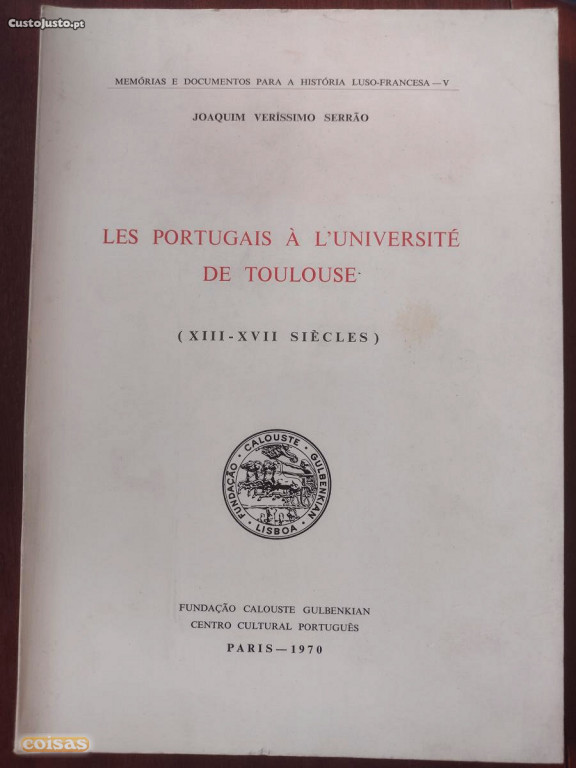 CustoJusto.pt
MEMÓRIAS E DOCUMENTOS PARA A HISTÓRIA LUSO-FRANCESA — V
JOAQUIM VERÍSSIMO SERRÃO
LES PORTUGAIS À L'UNIVERSITÉ
DE TOULOUSE
(XIII-XVII SIÈCLES)
FUNDAÇÃO · CALOUSTE · GULBENKIAN
LISBOA
FUNDAÇÃO CALOUSTE GULBENKIAN
CENTRO CULTURAL PORTUGUÊS
PARIS — 1970
coisas